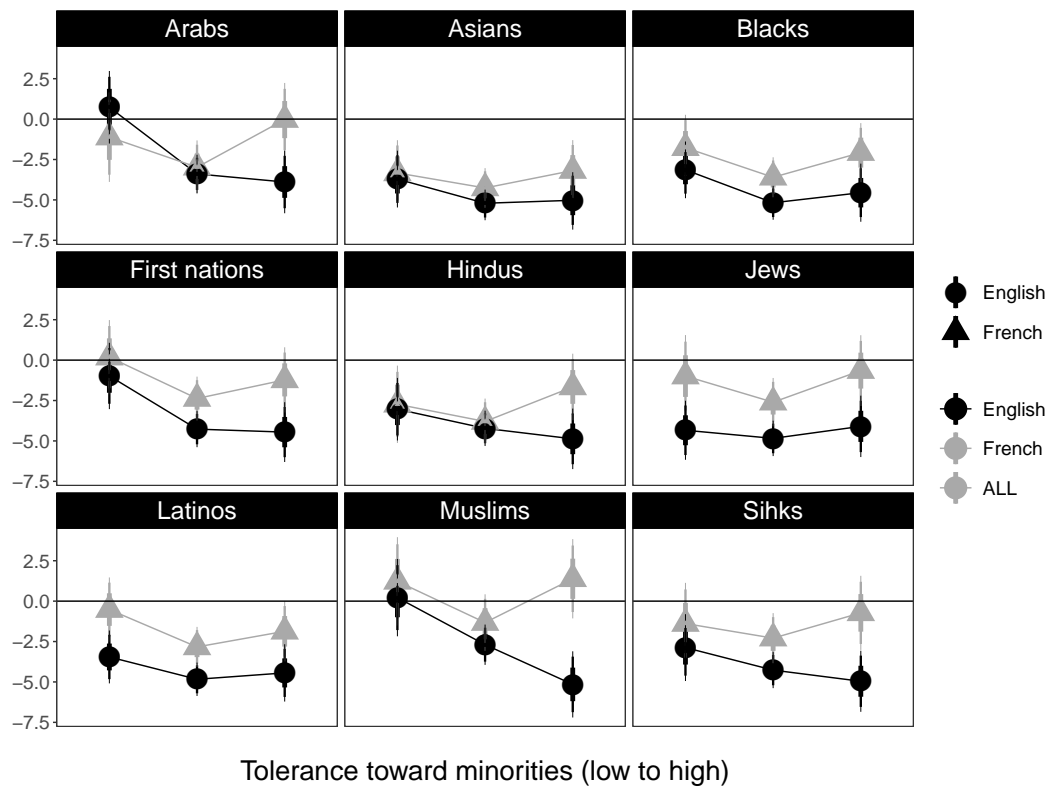 Arabs
Asians
Blacks
2.5
0.0
−2.5
−5.0
−7.5
First nations
Hindus
Jews
2.5
0.0
−2.5
−5.0
−7.5
Latinos
Muslims
Sihks
2.5
0.0
−2.5
−5.0
−7.5
Tolerance toward minorities (low to high)
English
French
English
French
ALL